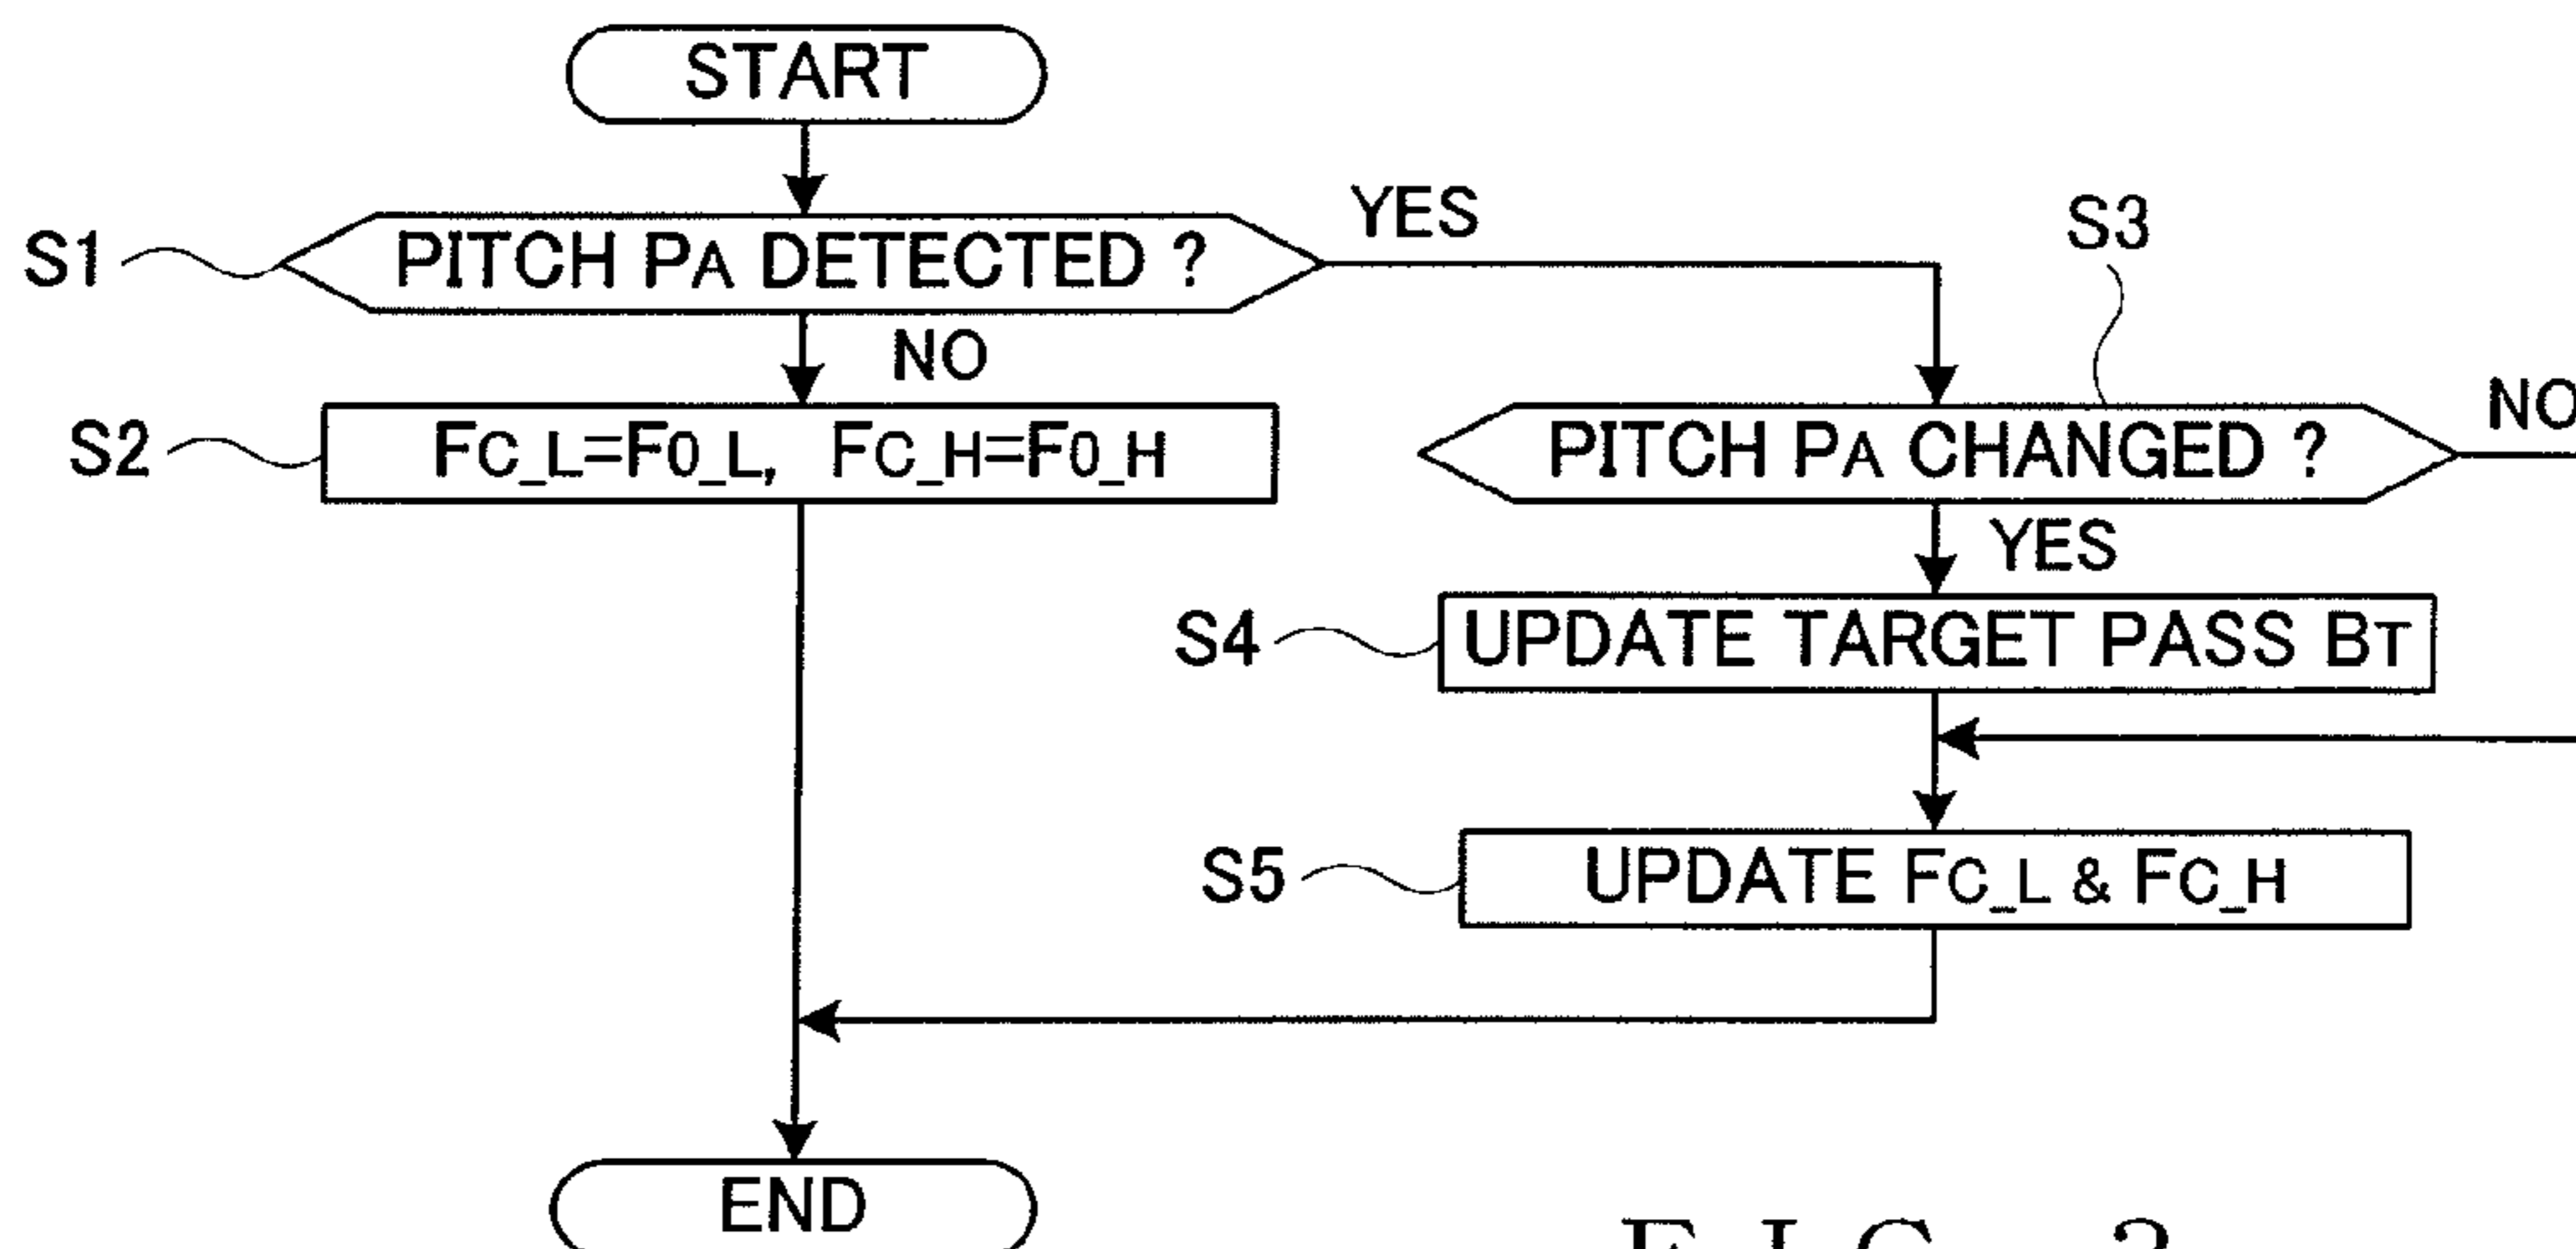 START
S1
PITCH PA DETECTED ?
YES
NO
S2
FC_L=F0_L, FC_H=F0_H
S3
PITCH PA CHANGED ?
NO
YES
S4
UPDATE TARGET PASS BT
S5
UPDATE FC_L & FC_H
END